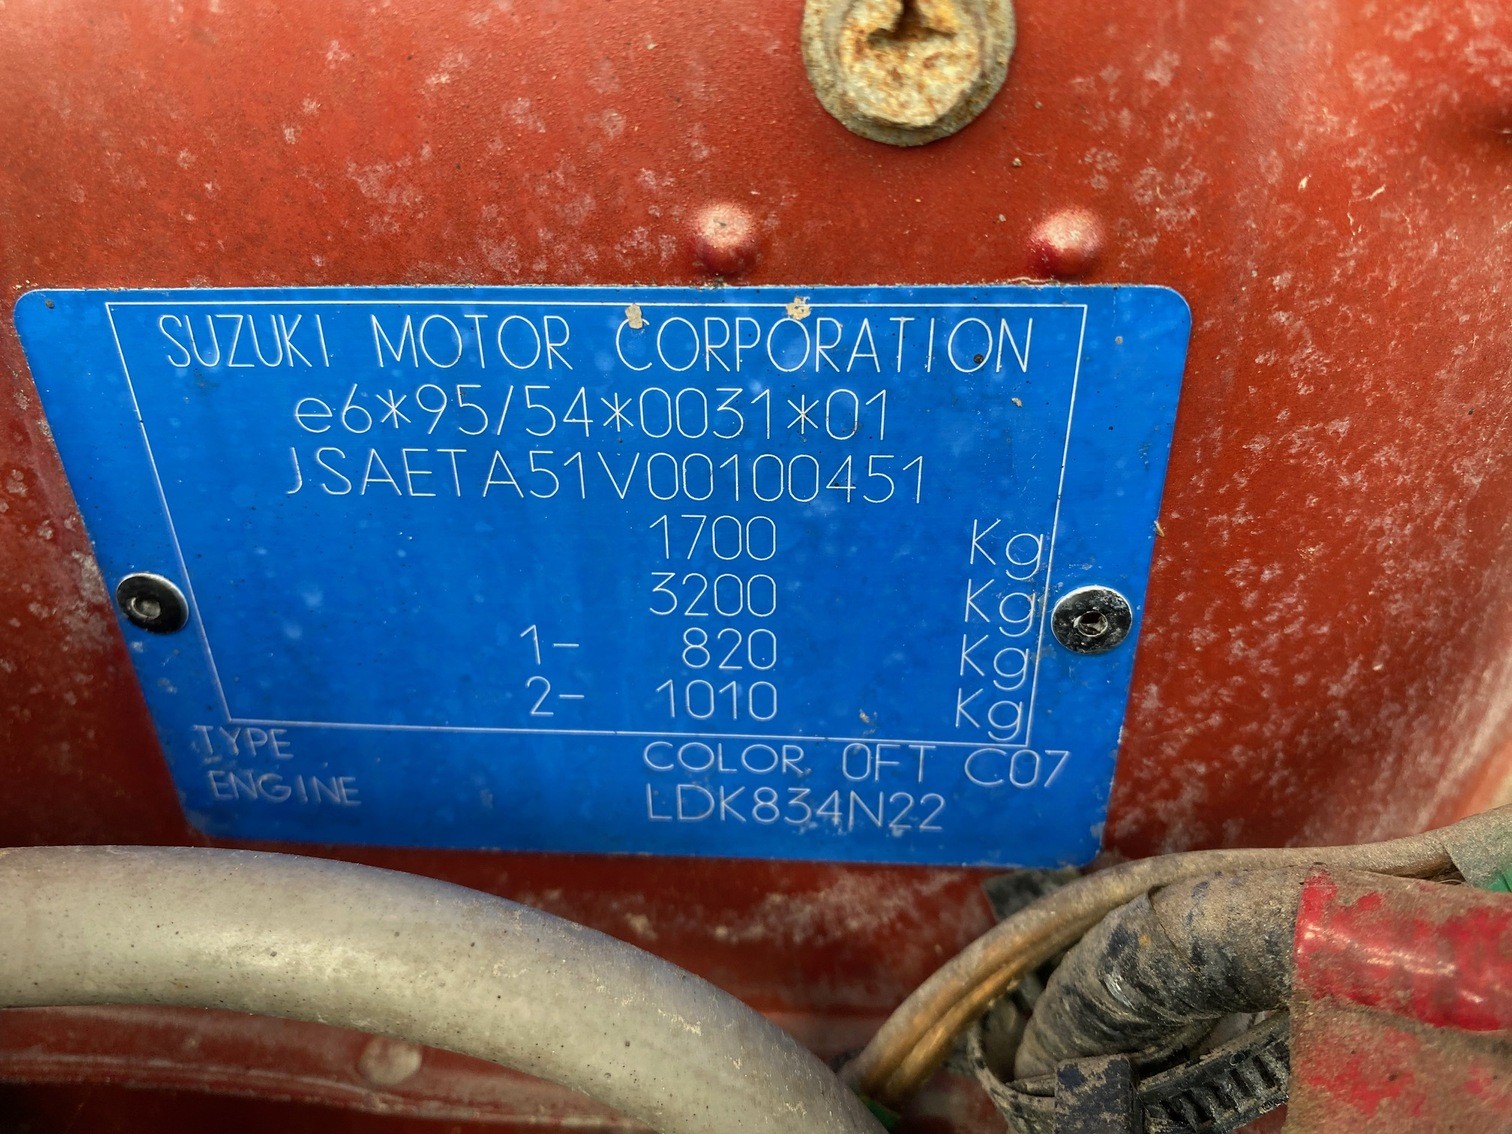 SUZUKI MOTOR CORPORATION
e6*95/54*0031*01
JSAETA51V00100451
1700 Kg
3200 Kg
1- 820 Kg
2- 1010 Kg
TYPE COLOR 0FT C07
ENGINE LDK834N22